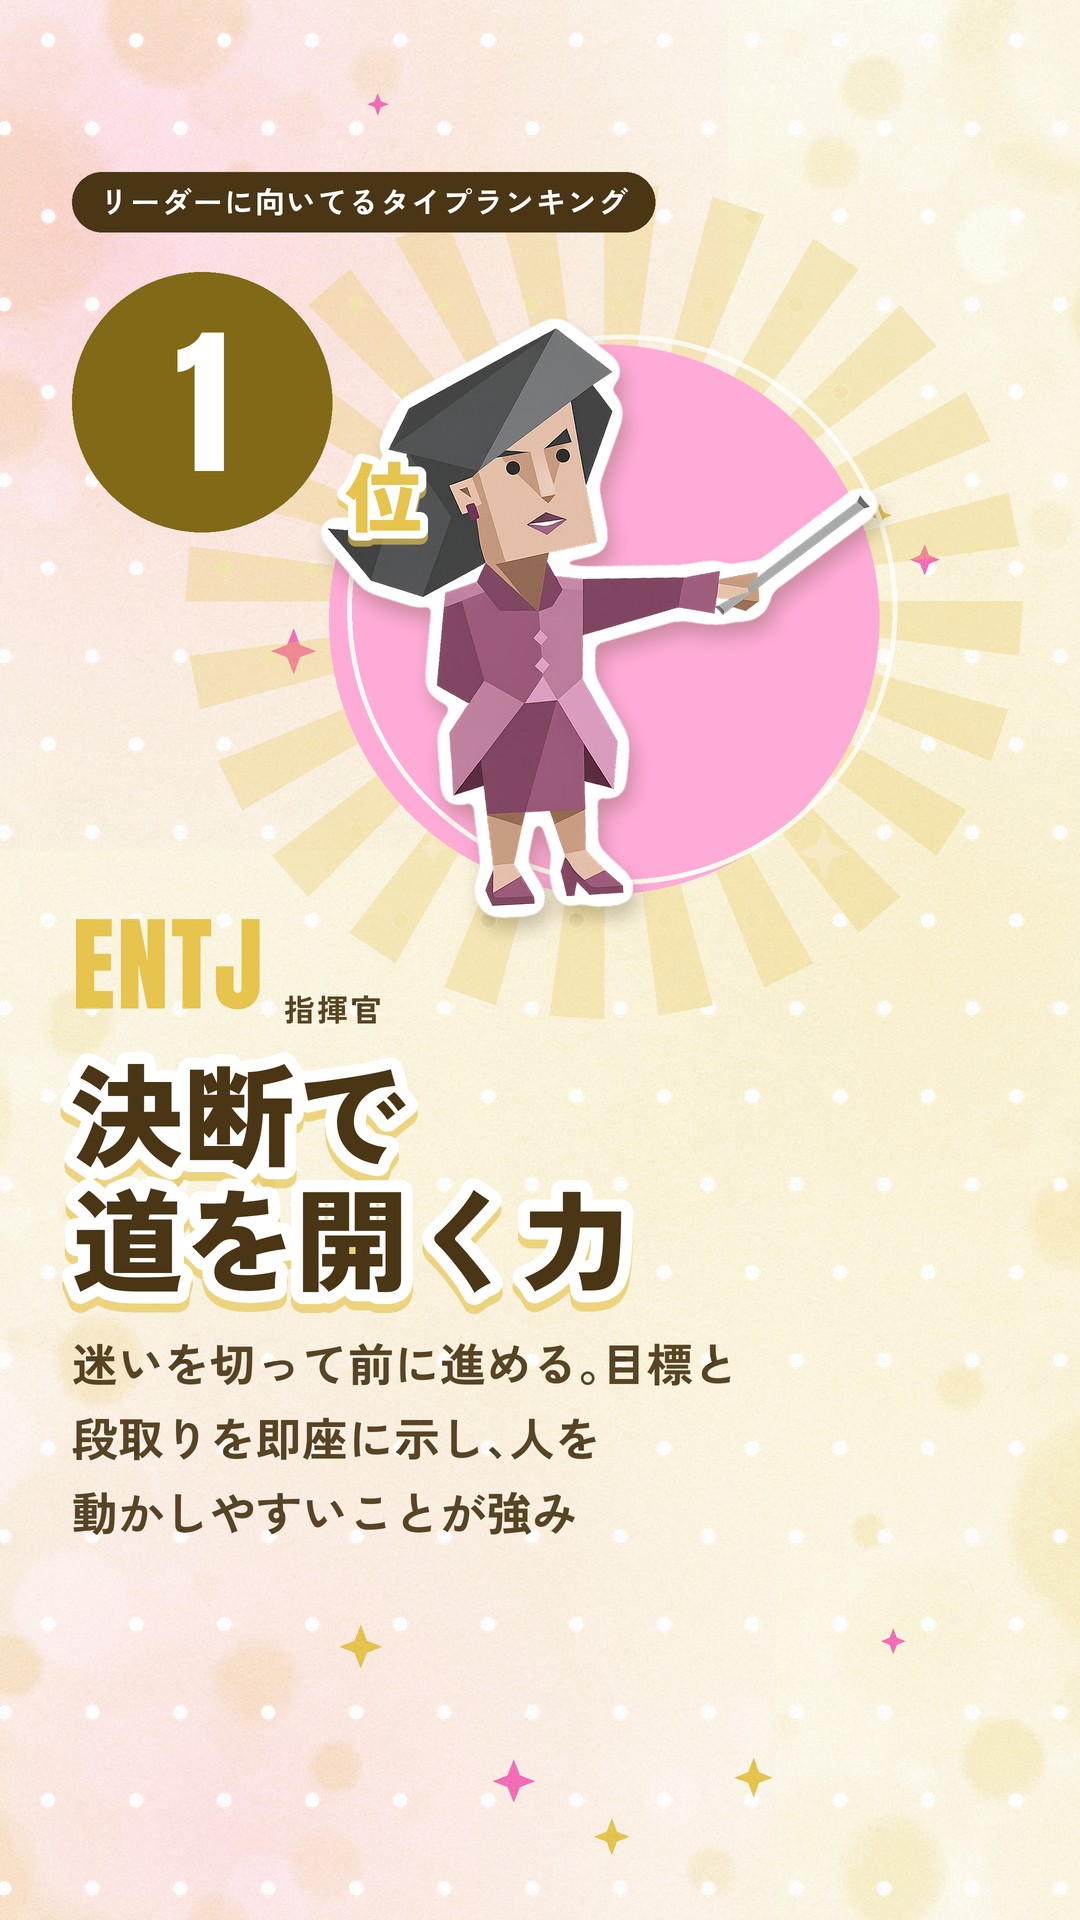 リーダーに向いてるタイプランキング
1
位
ENTJ
指揮官
決断で
道を開く力
迷いを切って前に進める。目標と
段取りを即座に示し、人を
動かしやすいことが強み